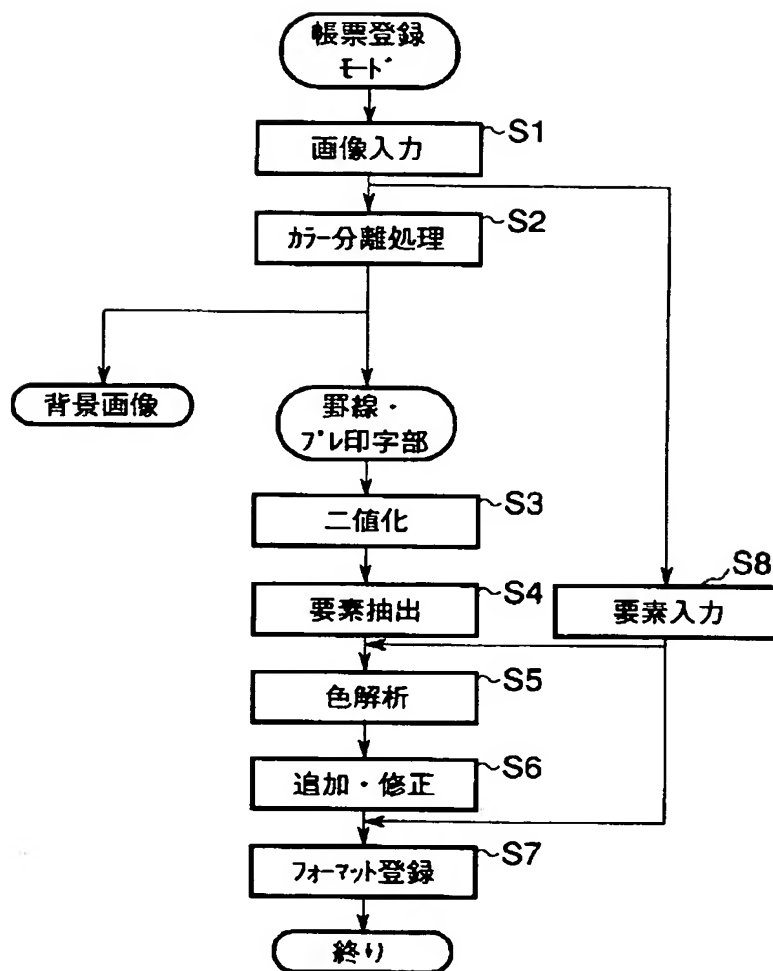 帳票登録
ﾓｰﾄﾞ
画像入力
S1
ｶﾗｰ分離処理
S2
背景画像
罫線・
ﾌﾟﾚ印字部
二値化
S3
要素抽出
S4
要素入力
S8
色解析
S5
追加・修正
S6
ﾌｫｰﾏｯﾄ登録
S7
終り